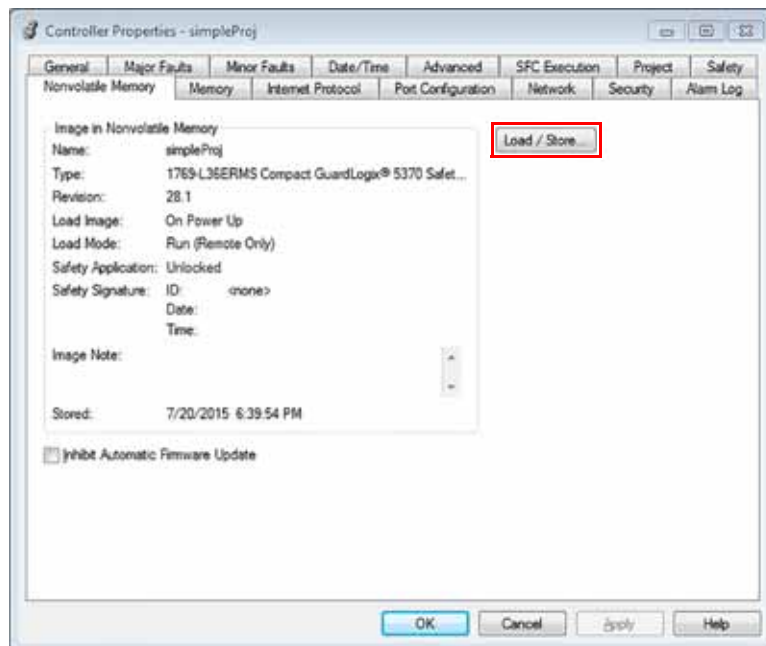 Controller Properties - simpleProj
General Major Faults Minor Faults Date/Time Advanced SFC Execution Project Safety
Nonvolatile Memory Memory Internet Protocol Port Configuration Network Security Alarm Log
Image in Nonvolatile Memory
Load / Store...
Name: simpleProj
Type: 1769-L36ERMS Compact GuardLogix® 5370 Safet...
Revision: 28.1
Load Image: On Power Up
Load Mode: Run (Remote Only)
Safety Application: Unlocked
Safety Signature: ID: <none>
Date:
Time:
Image Note:
Stored: 7/20/2015 6:39:54 PM
Inhibit Automatic Firmware Update
OK Cancel Apply Help